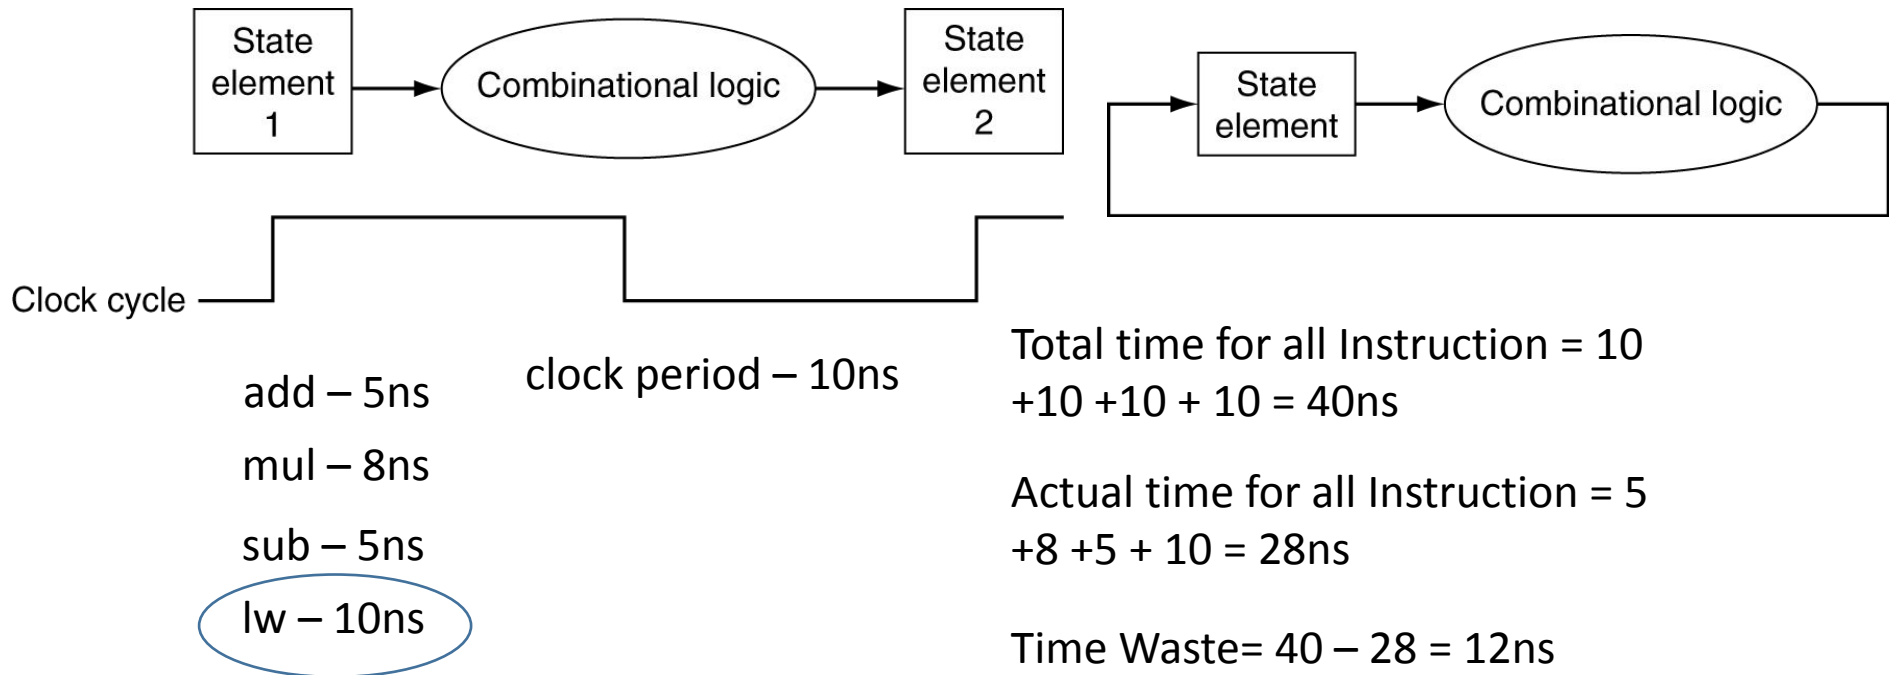 State
element
1
Combinational logic
State
element
2
State
element
Combinational logic
Clock cycle
add – 5ns
mul – 8ns
sub – 5ns
lw – 10ns
clock period – 10ns
Total time for all Instruction = 10
+10 +10 + 10 = 40ns
Actual time for all Instruction = 5
+8 +5 + 10 = 28ns
Time Waste= 40 – 28 = 12ns